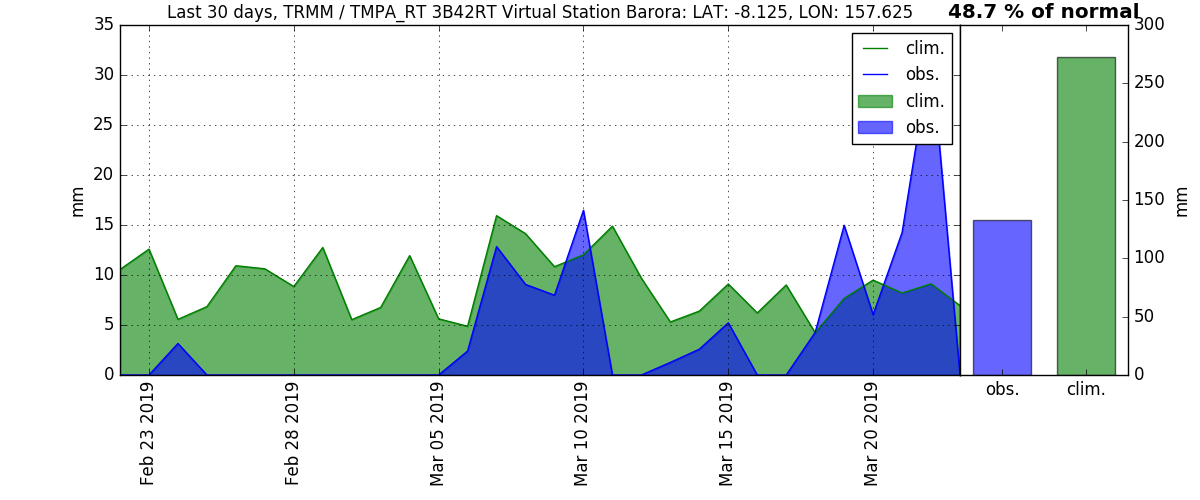 Last 30 days, TRMM / TMPA_RT 3B42RT Virtual Station Barora: LAT: -8.125, LON: 157.625
48.7 % of normal
35
30
25
20
15
10
5
0
mm
clim.
obs.
clim.
obs.
300
250
200
150
100
50
0
mm
Feb 23 2019
Feb 28 2019
Mar 05 2019
Mar 10 2019
Mar 15 2019
Mar 20 2019
obs.
clim.